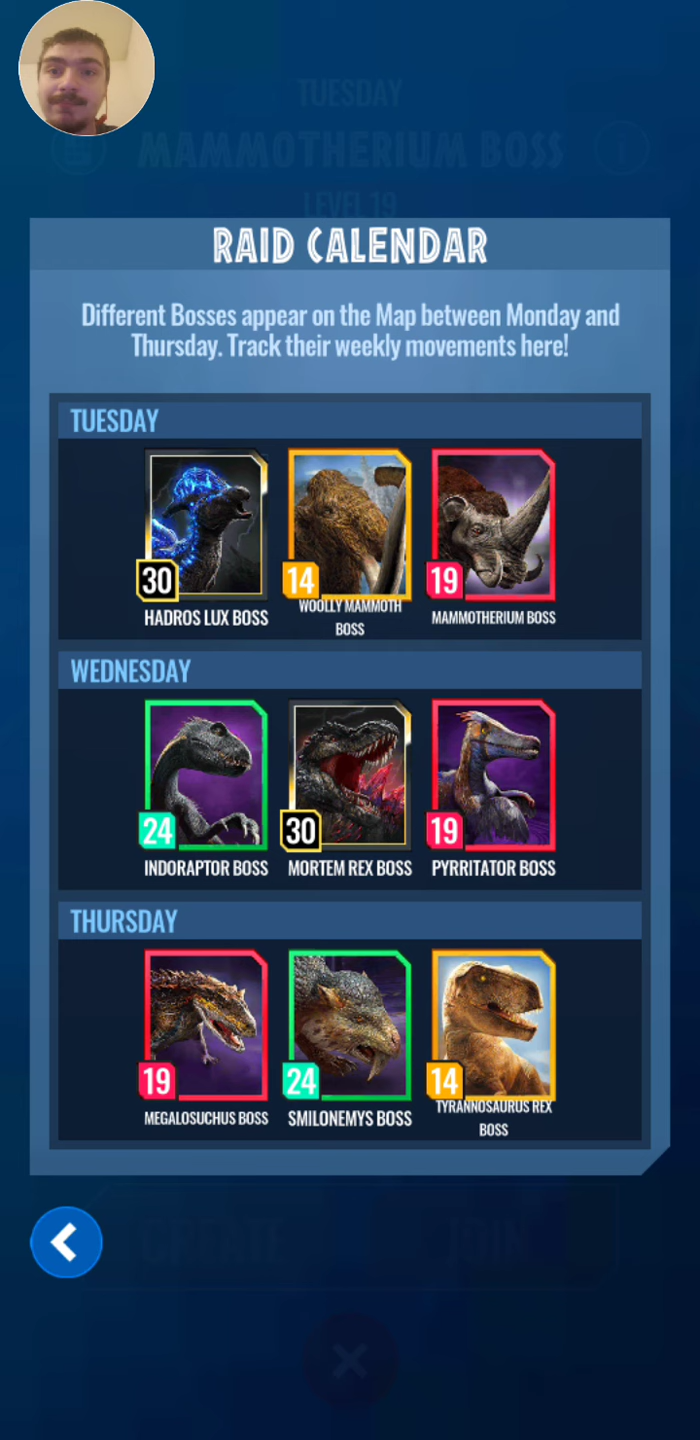 TUESDAY
MAMMOTHERIUM BOSS
LEVEL 19
RAID CALENDAR
Different Bosses appear on the Map between Monday and
Thursday. Track their weekly movements here!
TUESDAY
30
14
19
HADROS LUX BOSS
WOOLLY MAMMOTH
BOSS
MAMMOTHERIUM BOSS
WEDNESDAY
24
30
19
INDORAPTOR BOSS
MORTEM REX BOSS
PYRRITATOR BOSS
THURSDAY
19
24
14
MEGALOSUCHUS BOSS
SMILONEMYS BOSS
TYRANNOSAURUS REX
BOSS
CREATE
JOIN